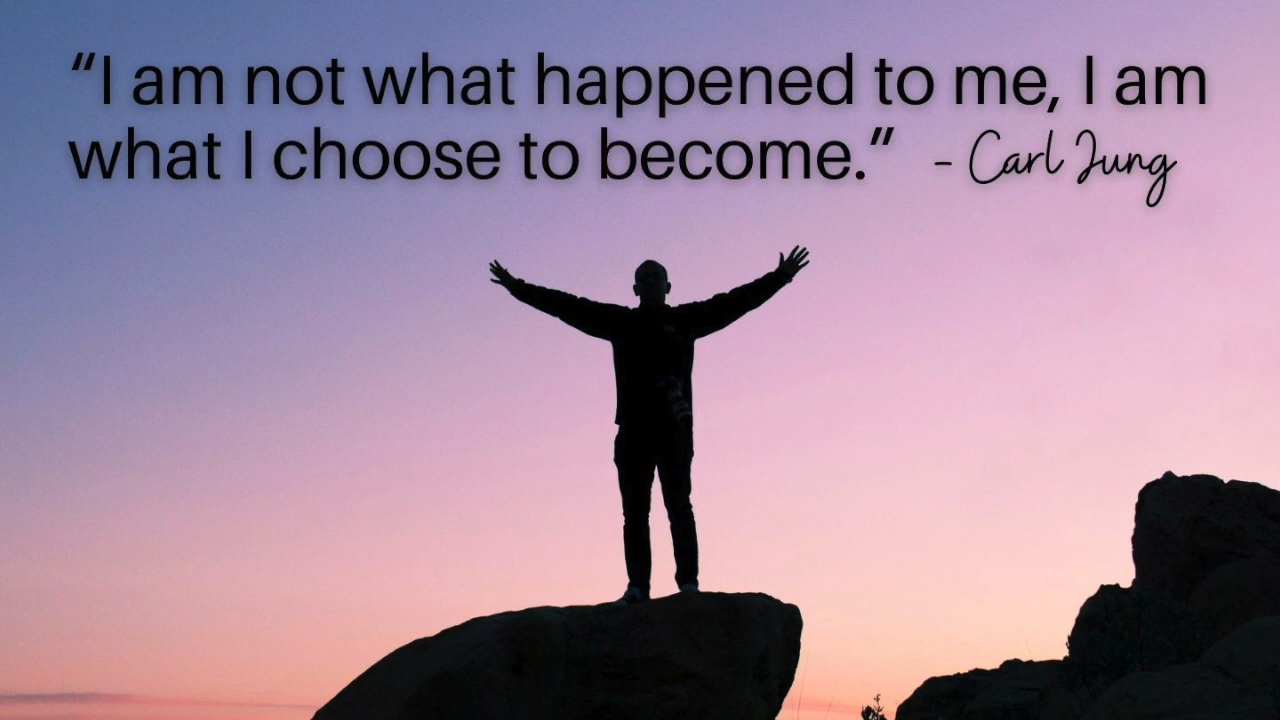 “I am not what happened to me, I am
what I choose to become.” - Carl Jung